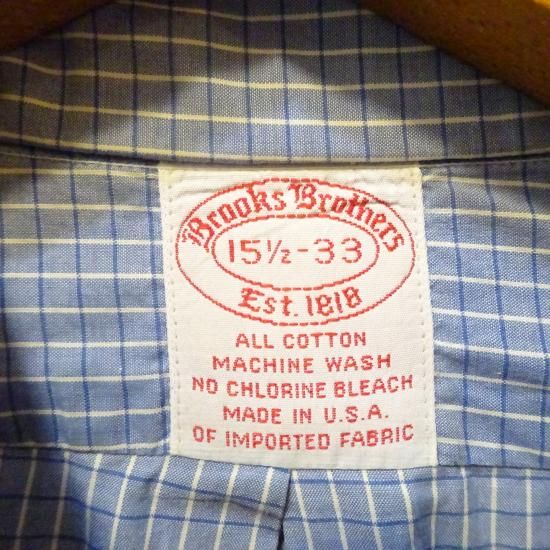 Brooks Brothers
15½-33
Est. 1818
ALL COTTON
MACHINE WASH
NO CHLORINE BLEACH
MADE IN U.S.A.
OF IMPORTED FABRIC